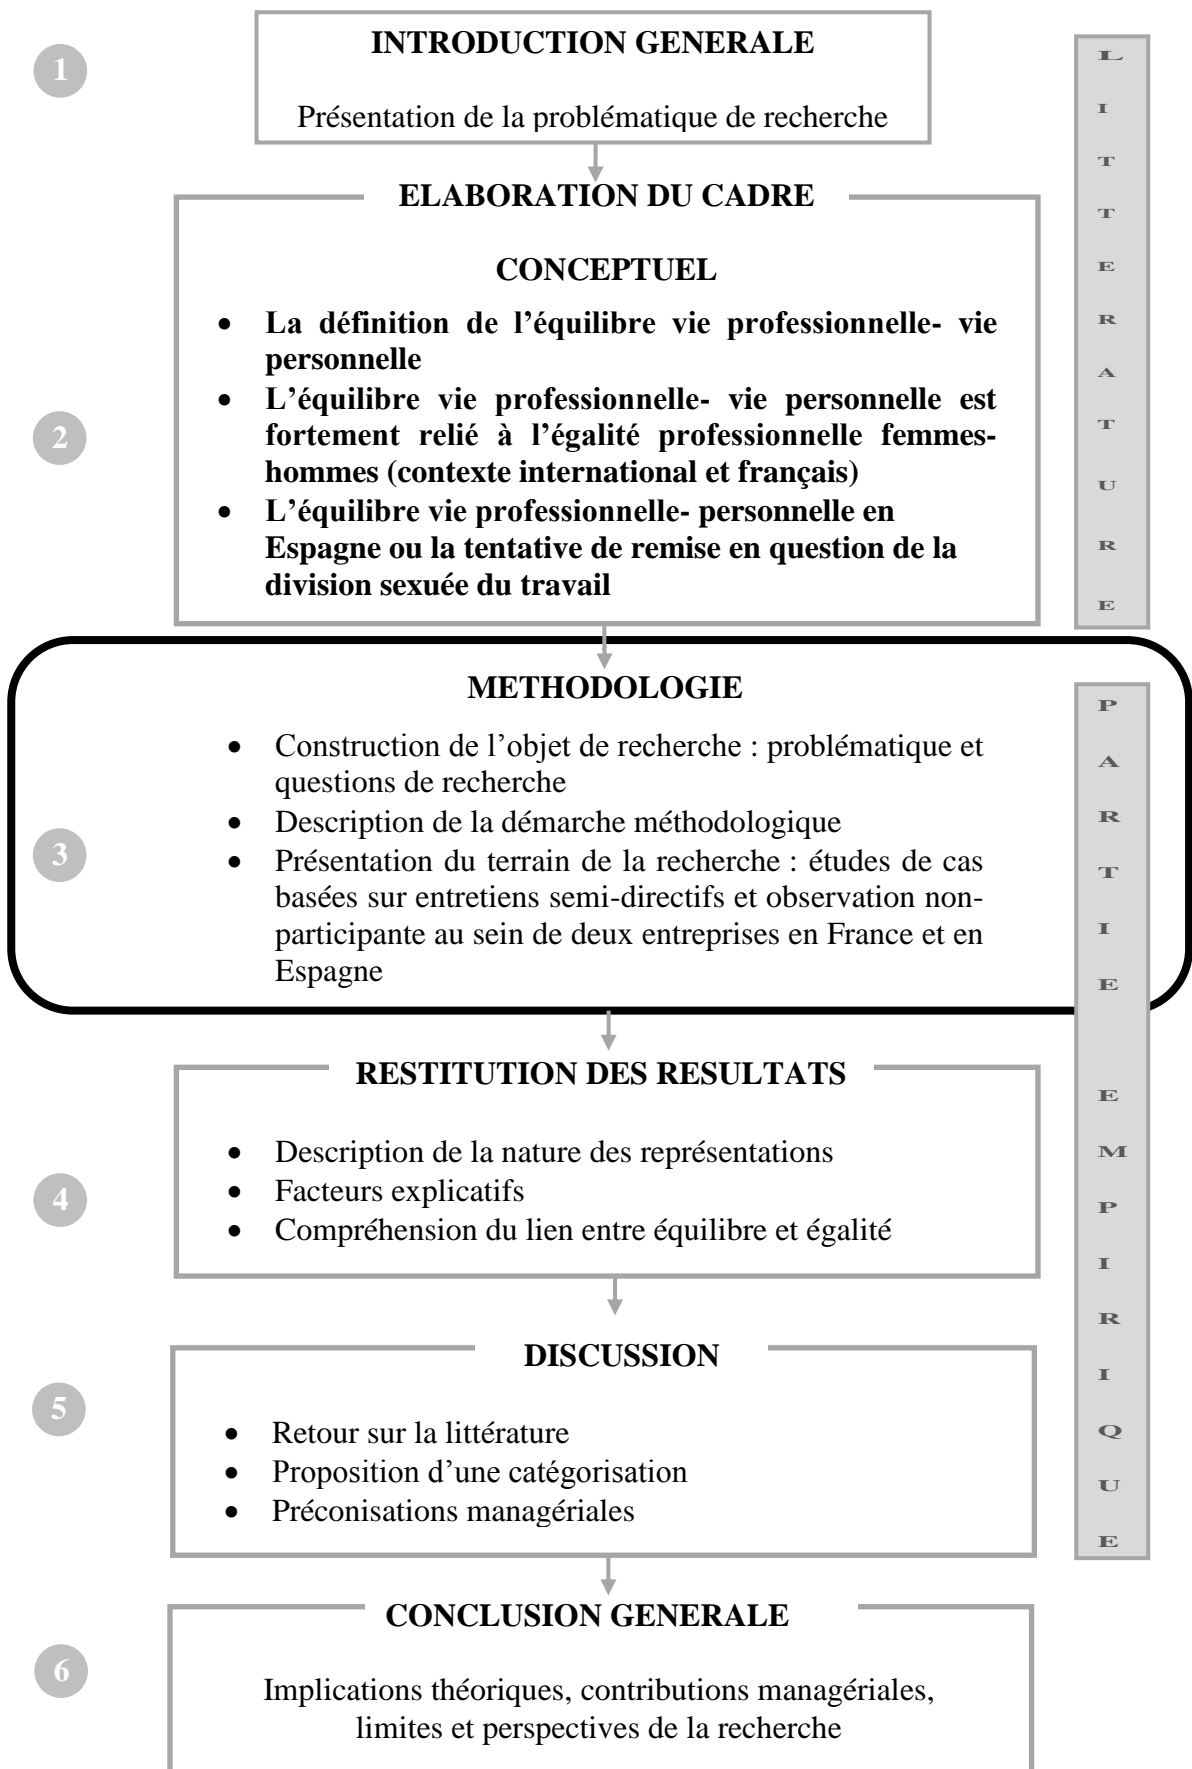 1
INTRODUCTION GENERALE
Présentation de la problématique de recherche
2
ELABORATION DU CADRE
CONCEPTUEL
• La définition de l’équilibre vie professionnelle- vie
personnelle
• L’équilibre vie professionnelle- vie personnelle est
fortement relié à l’égalité professionnelle femmes-
hommes (contexte international et français)
• L’équilibre vie professionnelle- personnelle en
Espagne ou la tentative de remise en question de la
division sexuée du travail
LITTERATURE
3
METHODOLOGIE
• Construction de l’objet de recherche : problématique et
questions de recherche
• Description de la démarche méthodologique
• Présentation du terrain de la recherche : études de cas
basées sur entretiens semi-directifs et observation non-
participante au sein de deux entreprises en France et en
Espagne
4
RESTITUTION DES RESULTATS
• Description de la nature des représentations
• Facteurs explicatifs
• Compréhension du lien entre équilibre et égalité
5
DISCUSSION
• Retour sur la littérature
• Proposition d’une catégorisation
• Préconisations managériales
PARTIE EMPIRIQUE
6
CONCLUSION GENERALE
Implications théoriques, contributions managériales,
limites et perspectives de la recherche